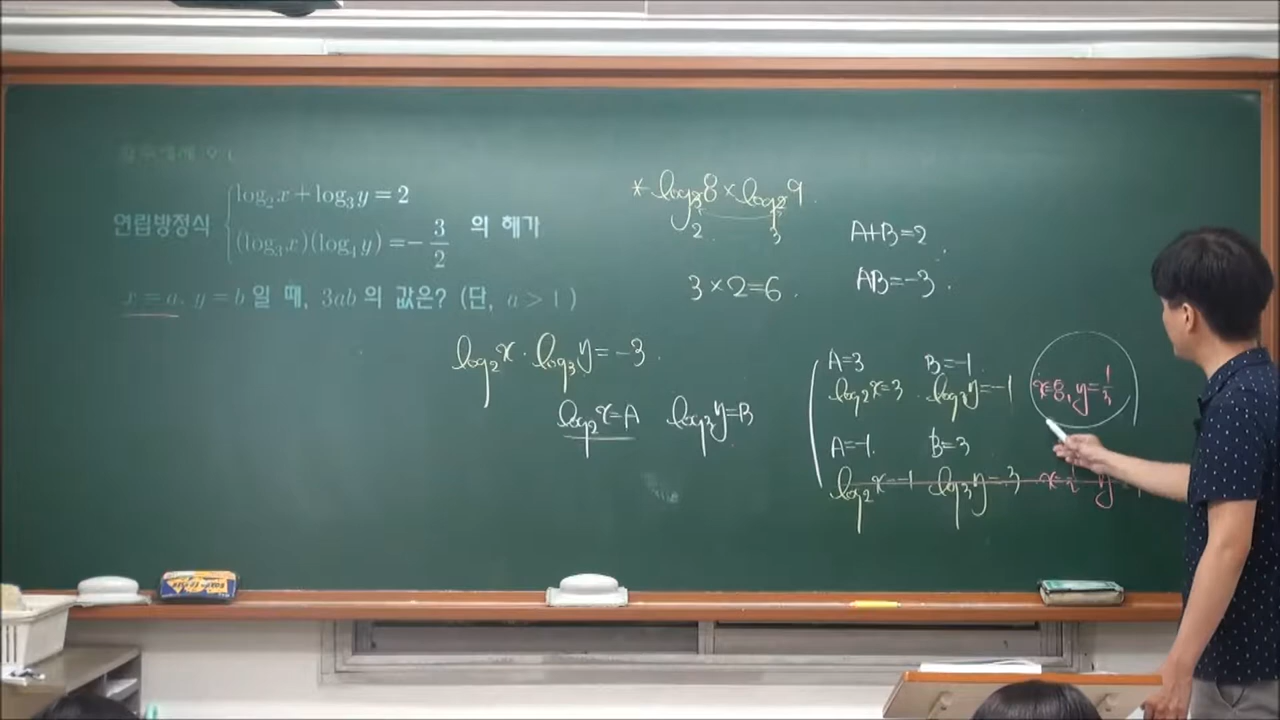 log₂x + log₃y = 2
연립방정식 (log₃x)(log₄y) = -3/2 의 해가
x = a, y = b 일 때, 3ab 의 값은? (단, a > 1)
* log₃8 × log₂9
2 3
3 × 2 = 6
A+B=2
AB=-3
log₂x · log₃y = -3
log₂x=A log₃y=B
A=3 B=-1
log₂x=3 log₃y=-1 x=8, y=1/3
A=-1 B=3
log₂x=-1 log₃y=3